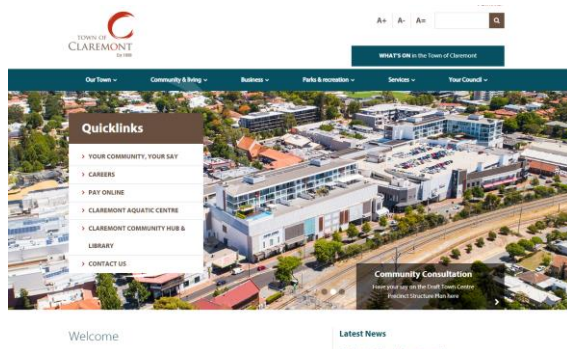 TOWN OF
CLAREMONT
Est 1898
A+ A- A=
WHAT'S ON in the Town of Claremont
Our Town
Community & living
Business
Parks & recreation
Services
Your Council
Quicklinks
> YOUR COMMUNITY, YOUR SAY
> CAREERS
> PAY ONLINE
> CLAREMONT AQUATIC CENTRE
> CLAREMONT COMMUNITY HUB &
LIBRARY
> CONTACT US
Community Consultation
Have your say on the Draft Town Centre
Precinct Structure Plan here
Welcome
Latest News